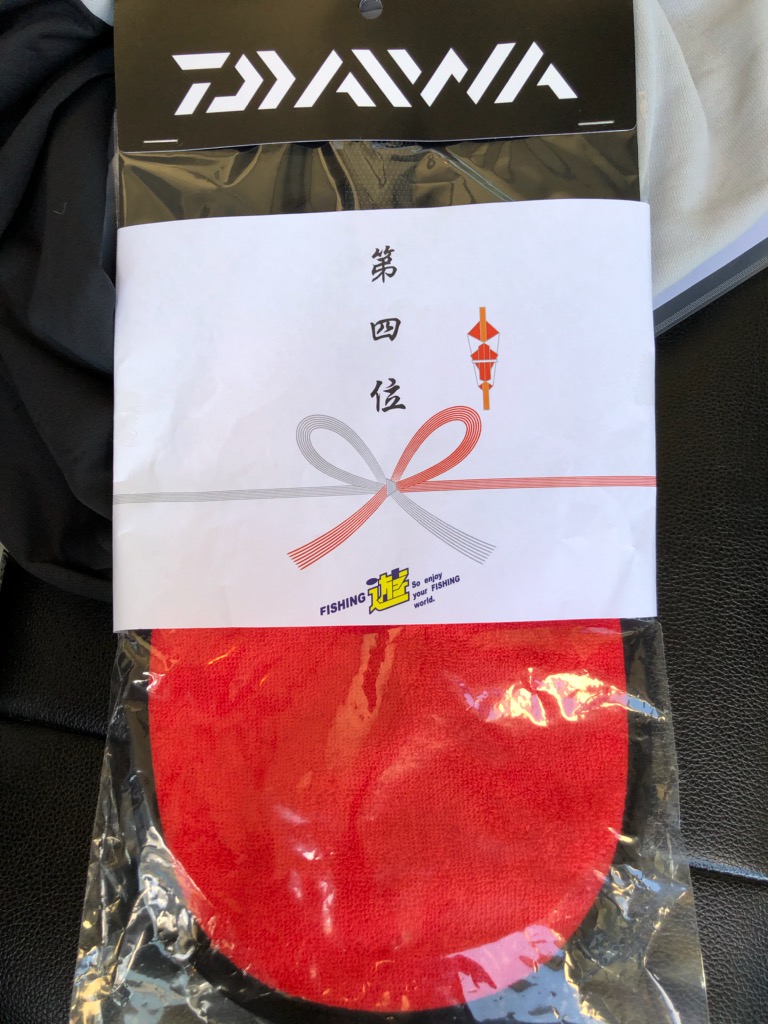 DAIWA
第四位
FISHING 遊 So enjoy
your FISHING
world.